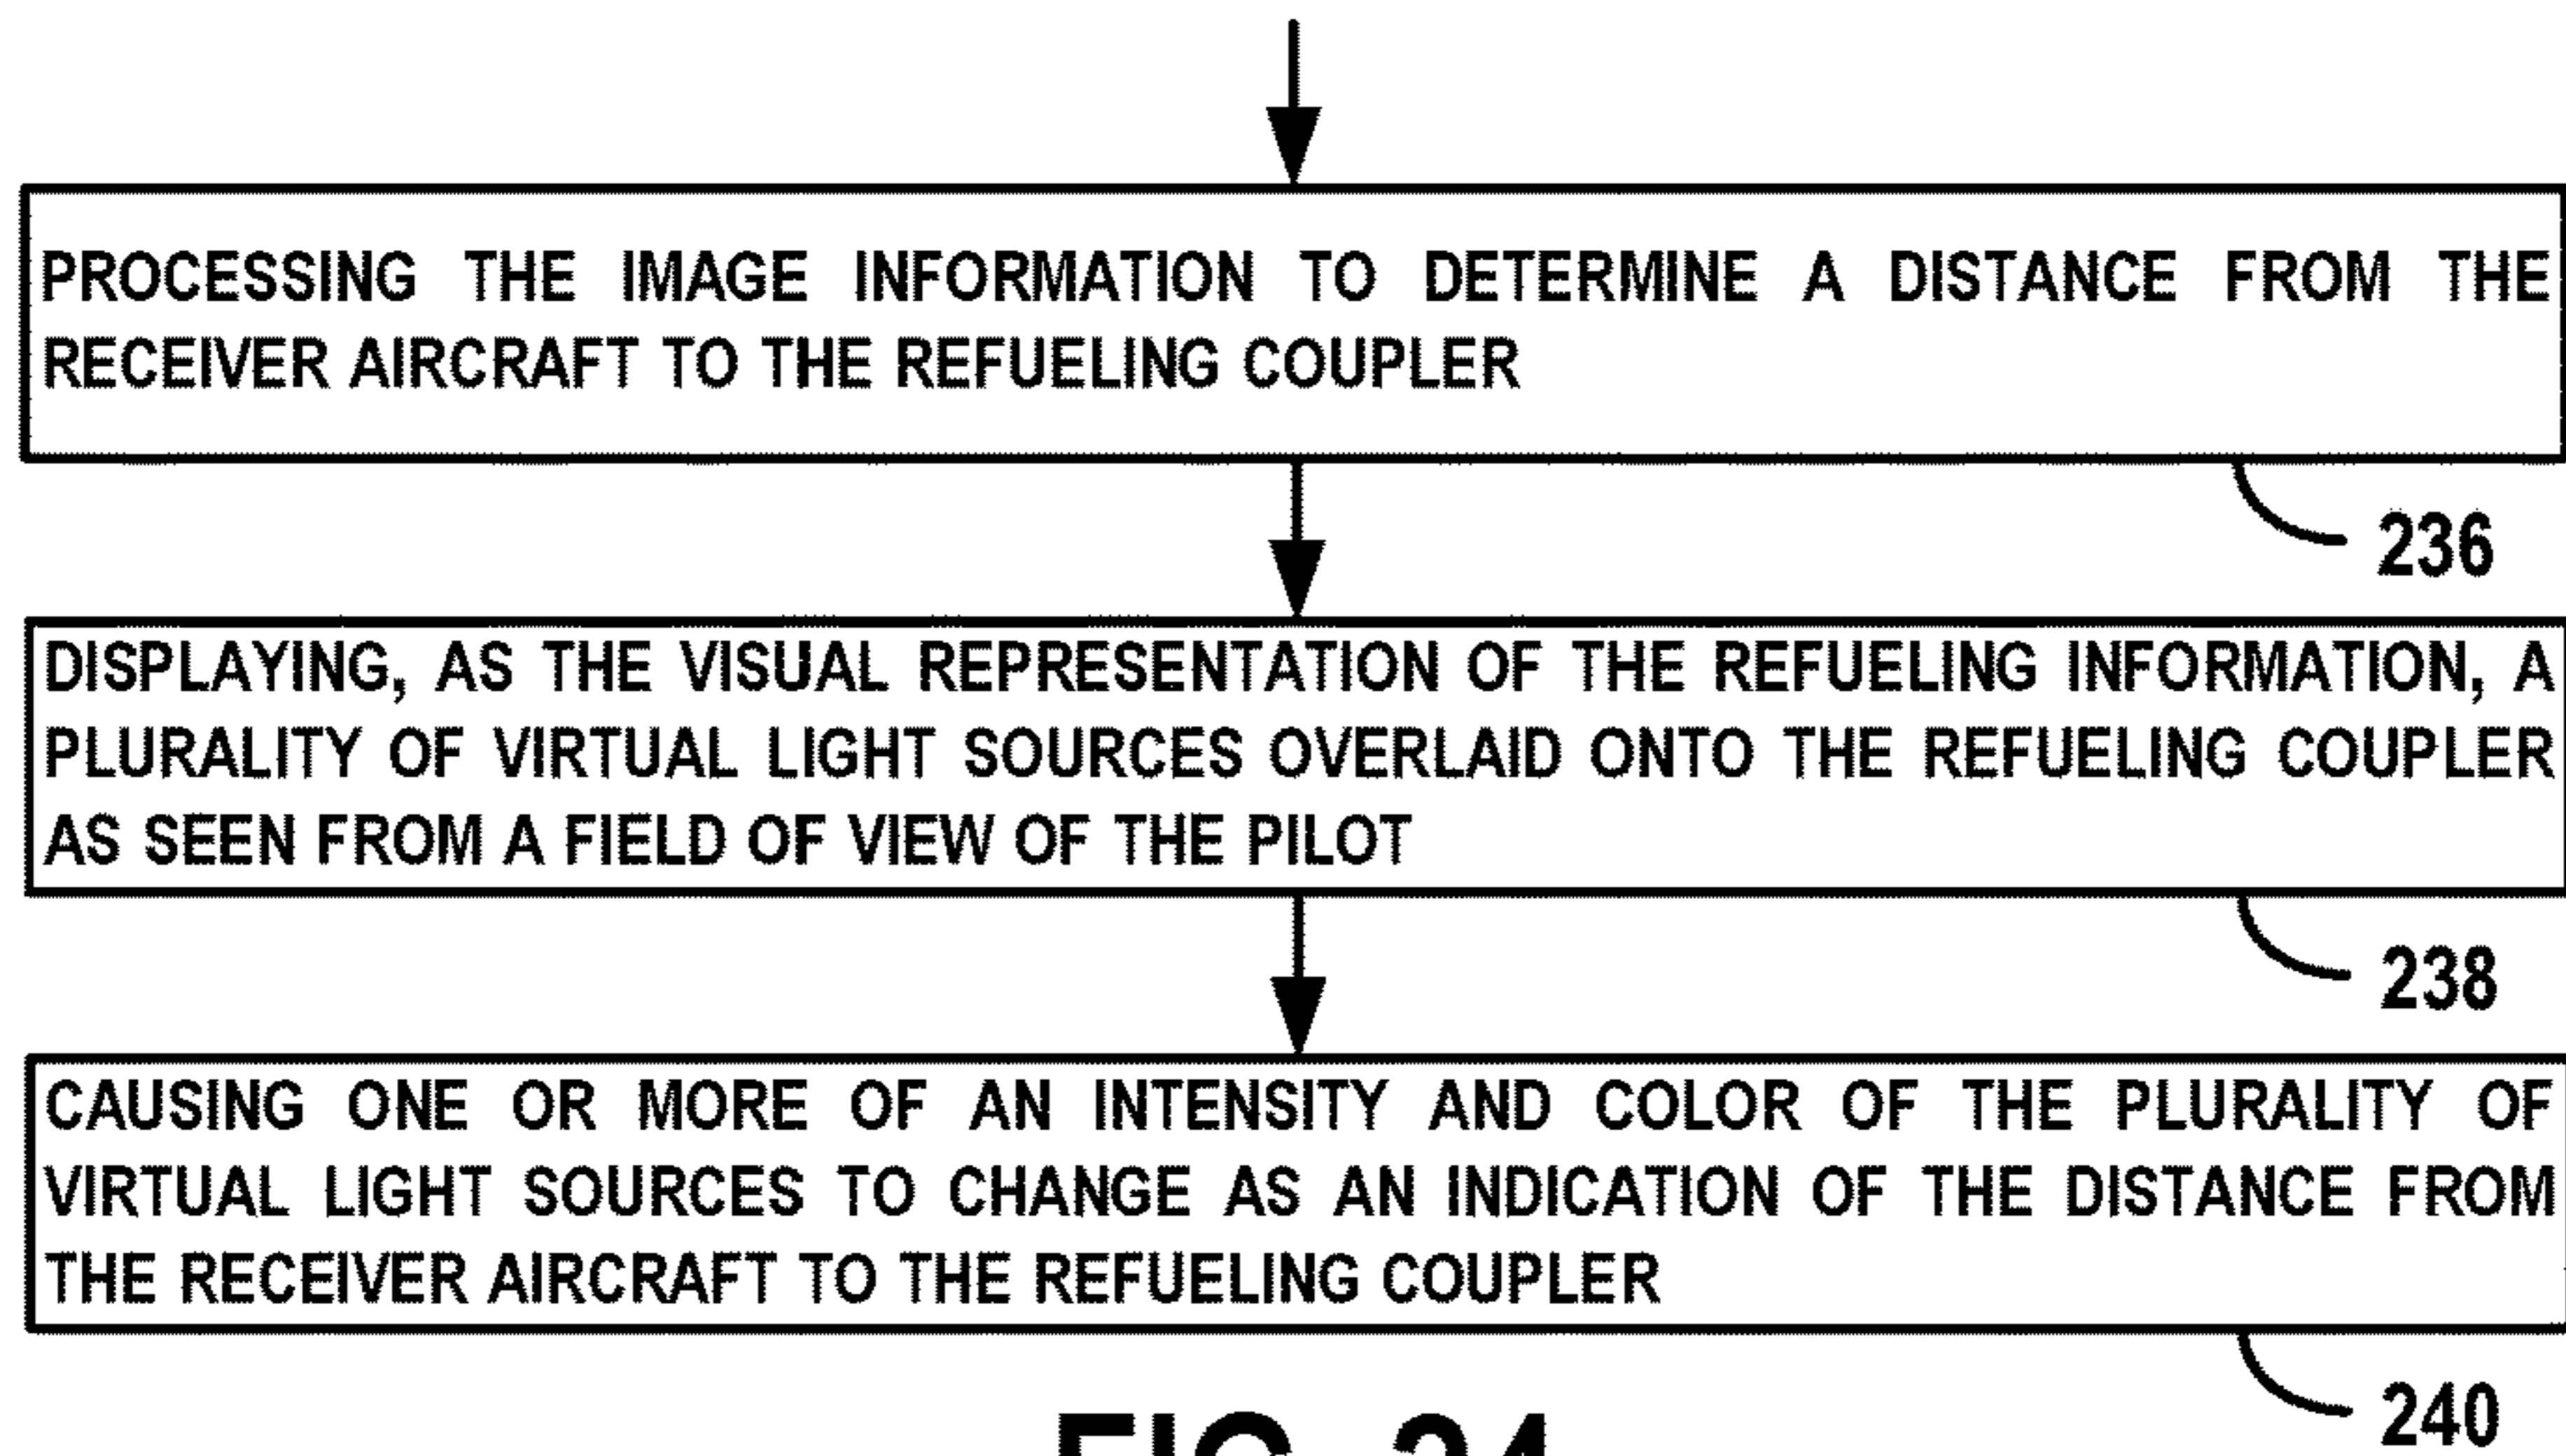 PROCESSING THE IMAGE INFORMATION TO DETERMINE A DISTANCE FROM THE
RECEIVER AIRCRAFT TO THE REFUELING COUPLER
236
DISPLAYING, AS THE VISUAL REPRESENTATION OF THE REFUELING INFORMATION, A
PLURALITY OF VIRTUAL LIGHT SOURCES OVERLAID ONTO THE REFUELING COUPLER
AS SEEN FROM A FIELD OF VIEW OF THE PILOT
238
CAUSING ONE OR MORE OF AN INTENSITY AND COLOR OF THE PLURALITY OF
VIRTUAL LIGHT SOURCES TO CHANGE AS AN INDICATION OF THE DISTANCE FROM
THE RECEIVER AIRCRAFT TO THE REFUELING COUPLER
240
FIG. 24